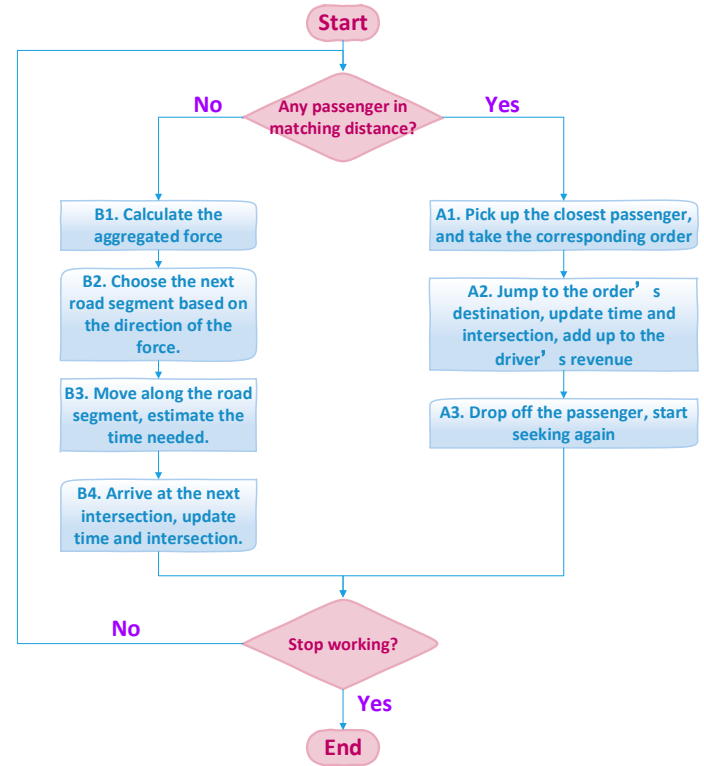 Start
Any passenger in
matching distance?
No
Yes
B1. Calculate the
aggregated force
B2. Choose the next
road segment based on
the direction of the
force.
B3. Move along the road
segment, estimate the
time needed.
B4. Arrive at the next
intersection, update
time and intersection.
A1. Pick up the closest passenger,
and take the corresponding order
A2. Jump to the order’s
destination, update time and
intersection, add up to the
driver’s revenue
A3. Drop off the passenger, start
seeking again
No
Stop working?
Yes
End